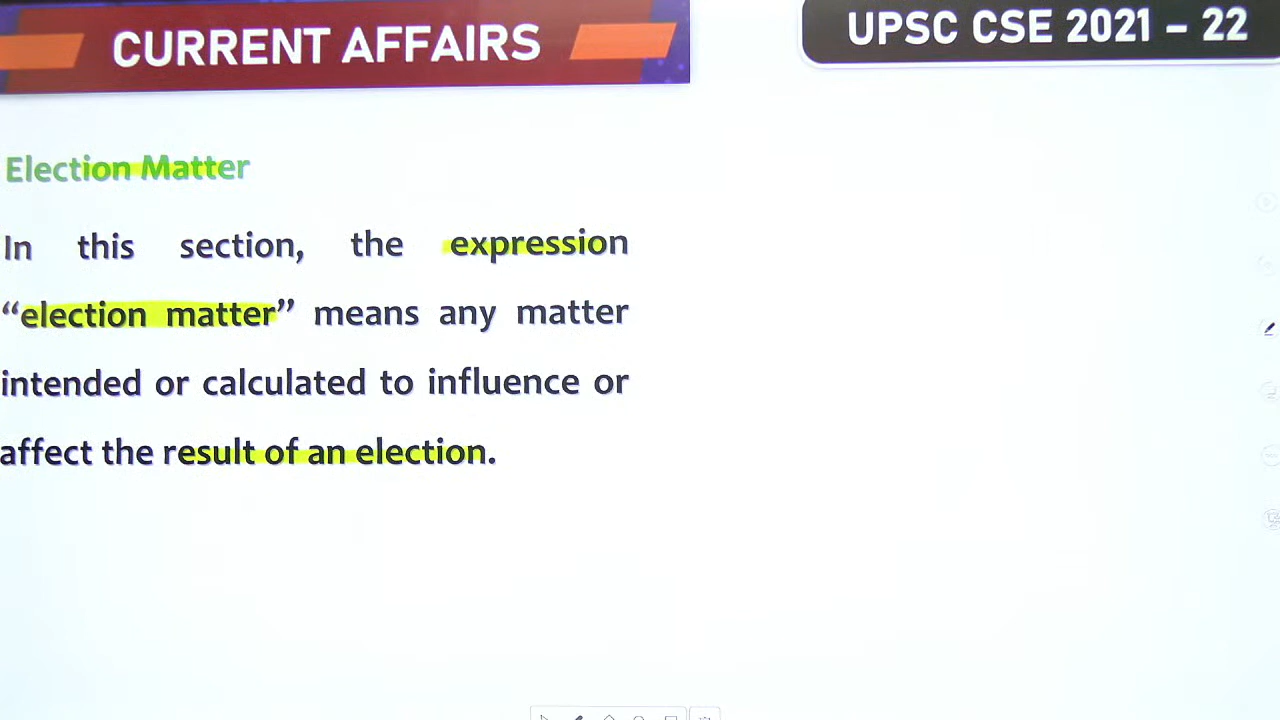 CURRENT AFFAIRS
UPSC CSE 2021 – 22
Election Matter
In this section, the expression
“election matter” means any matter
intended or calculated to influence or
affect the result of an election.